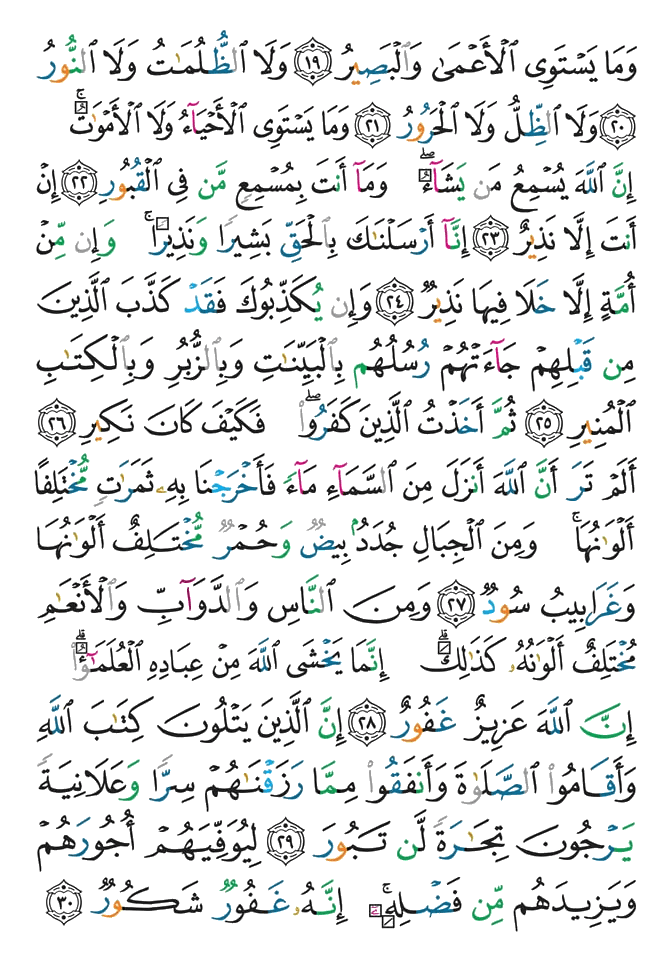 وَمَا يَسْتَوِى ٱلْأَعْمَىٰ وَٱلْبَصِيرُ ١٩ وَلَا ٱلظُّلُمَـٰتُ وَلَا ٱلنُّورُ
٢٠ وَلَا ٱلظِّلُّ وَلَا ٱلْحَرُورُ ٢١ وَمَا يَسْتَوِى ٱلْأَحْيَآءُ وَلَا ٱلْأَمْوَٰتُ ۚ
إِنَّ ٱللَّهَ يُسْمِعُ مَن يَشَآءُ ۖ وَمَآ أَنتَ بِمُسْمِعٍ مَّن فِى ٱلْقُبُورِ ٢٢ إِنْ
أَنتَ إِلَّا نَذِيرٌ ٢٣ إِنَّآ أَرْسَلْنَـٰكَ بِٱلْحَقِّ بَشِيرًا وَنَذِيرًا ۚ وَإِن مِّنْ
أُمَّةٍ إِلَّا خَلَا فِيهَا نَذِيرٌ ٢٤ وَإِن يُكَذِّبُوكَ فَقَدْ كَذَّبَ ٱلَّذِينَ
مِن قَبْلِهِمْ جَآءَتْهُمْ رُسُلُهُم بِٱلْبَيِّنَـٰتِ وَبِٱلزُّبُرِ وَبِٱلْكِتَـٰبِ
ٱلْمُنِيرِ ٢٥ ثُمَّ أَخَذْتُ ٱلَّذِينَ كَفَرُوا۟ ۖ فَكَيْفَ كَانَ نَكِيرِ ٢٦
أَلَمْ تَرَ أَنَّ ٱللَّهَ أَنزَلَ مِنَ ٱلسَّمَآءِ مَآءً فَأَخْرَجْنَا بِهِۦ ثَمَرَٰتٍ مُّخْتَلِفًا
أَلْوَٰنُهَا ۚ وَمِنَ ٱلْجِبَالِ جُدَدٌۢ بِيضٌ وَحُمْرٌ مُّخْتَلِفٌ أَلْوَٰنُهَا
وَغَرَابِيبُ سُودٌ ٢٧ وَمِنَ ٱلنَّاسِ وَٱلدَّوَآبِّ وَٱلْأَنْعَـٰمِ
مُخْتَلِفٌ أَلْوَٰنُهُۥ كَذَٰلِكَ ۗ إِنَّمَا يَخْشَى ٱللَّهَ مِنْ عِبَادِهِ ٱلْعُلَمَـٰٓؤُا۟ ۗ
إِنَّ ٱللَّهَ عَزِيزٌ غَفُورٌ ٢٨ إِنَّ ٱلَّذِينَ يَتْلُونَ كِتَـٰبَ ٱللَّهِ
وَأَقَامُوا۟ ٱلصَّلَوٰةَ وَأَنفَقُوا۟ مِمَّا رَزَقْنَـٰهُمْ سِرًّا وَعَلَانِيَةً
يَرْجُونَ تِجَـٰرَةً لَّن تَبُورَ ٢٩ لِيُوَفِّيَهُمْ أُجُورَهُمْ
وَيَزِيدَهُم مِّن فَضْلِهِۦٓ ۚ إِنَّهُۥ غَفُورٌ شَكُورٌ ٣٠